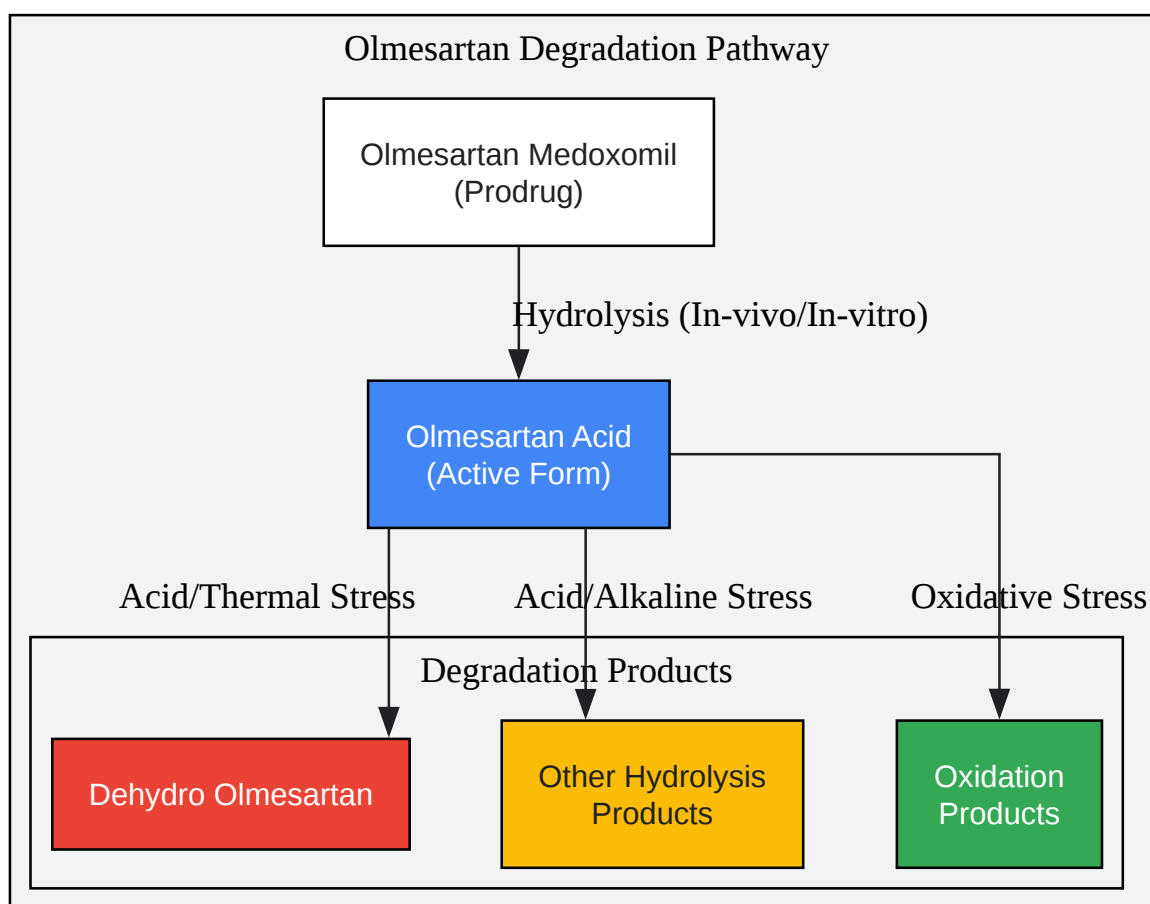 Olmesartan Degradation Pathway
Olmesartan Medoxomil
(Prodrug)
Hydrolysis (In-vivo/In-vitro)
Olmesartan Acid
(Active Form)
Acid/Thermal Stress
Acid/Alkaline Stress
Oxidative Stress
Degradation Products
Dehydro Olmesartan
Other Hydrolysis
Products
Oxidation
Products